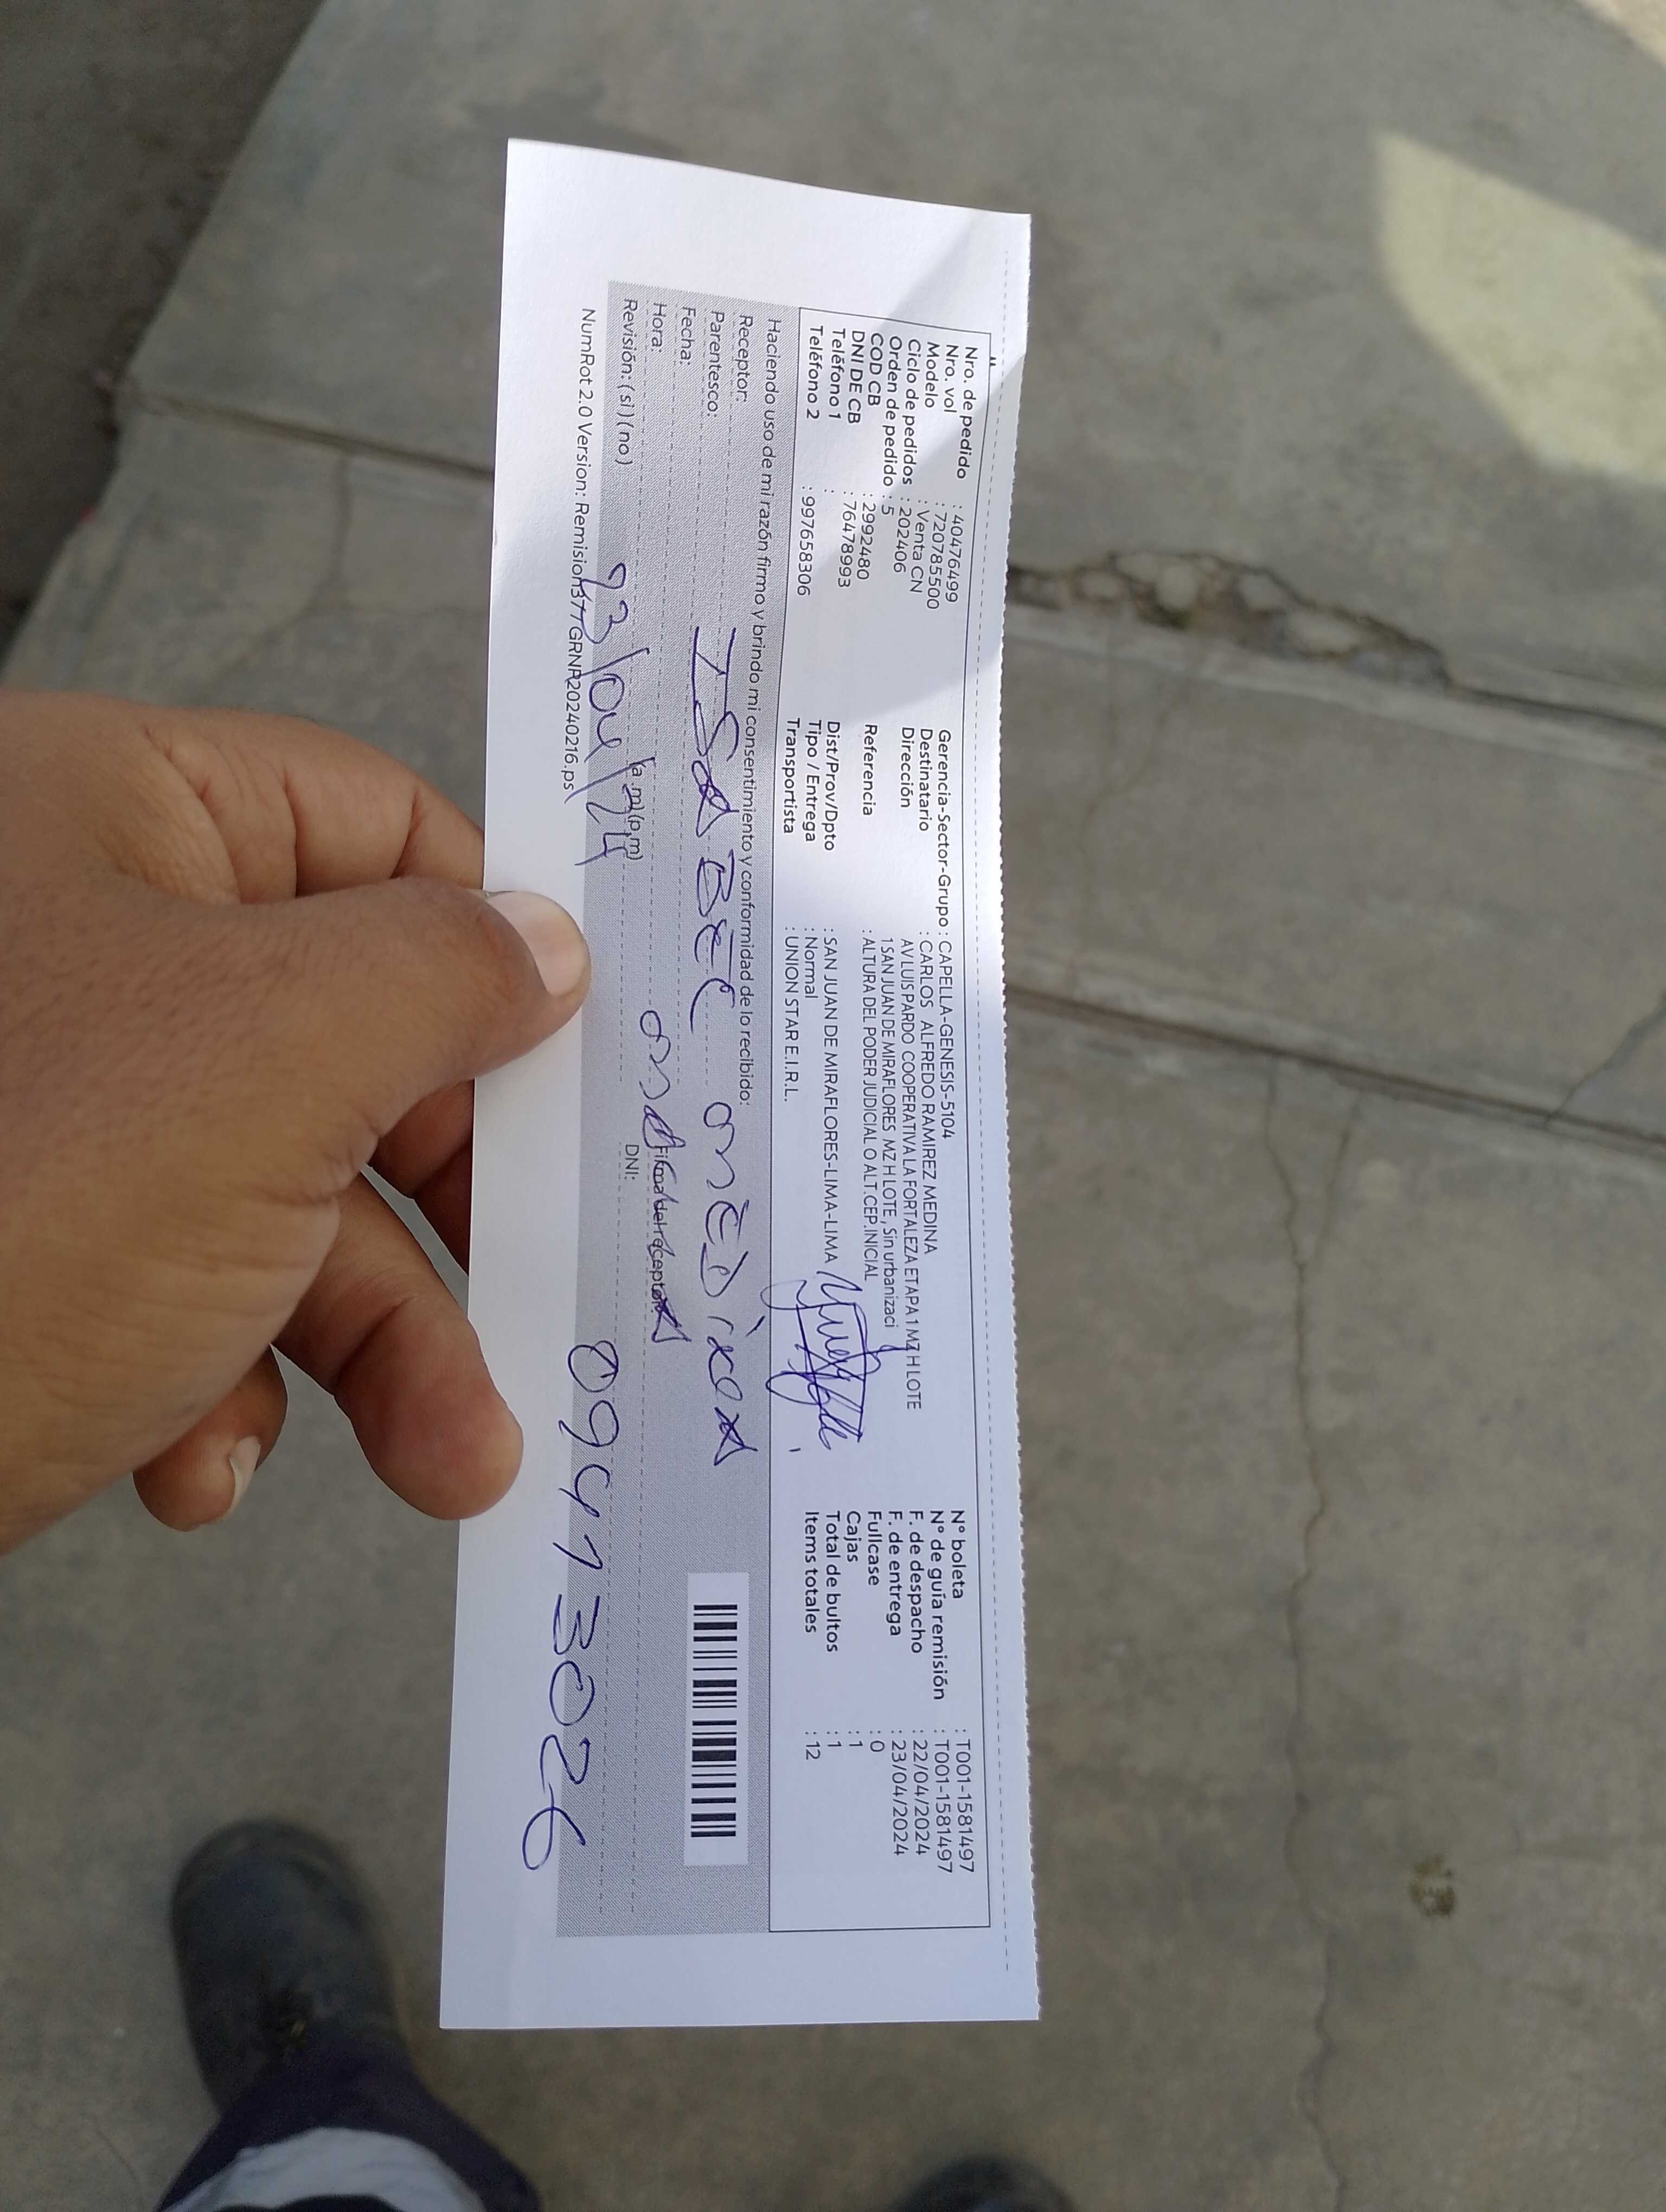 Nro. de pedido : 40476499
Nro. vol : 720785500
Modelo : Venta CN
Ciclo de pedidos : 202406
Orden de pedido : 5
COD CB : 2992480
DNI DE CB : 76478993
Teléfono 1 :
Teléfono 2 : 997658306
Gerencia-Sector-Grupo : CAPELLA-GENESIS-5104
Destinatario : CARLOS ALFREDO RAMIREZ MEDINA
Dirección AV LUIS PARDO COOPERATIVA LA FORTALEZA ETAPA 1 MZ H LOTE
1 SAN JUAN DE MIRAFLORES MZ H LOTE, Sin urbanizaci
Referencia : ALTURA DEL PODER JUDICIAL O ALT.CEP.INICIAL
Dist/Prov/Dpto : SAN JUAN DE MIRAFLORES-LIMA-LIMA
Tipo / Entrega : Normal
Transportista : UNION STAR E.I.R.L.
N° boleta : T001-1581497
N° de guía remisión : T001-1581497
F. de despacho : 22/04/2024
F. de entrega : 23/04/2024
Fullcase : 0
Cajas : 1
Total de bultos : 1
Items totales : 12
Haciendo uso de mi razón firmo y brindo mi consentimiento y conformidad de lo recibido:
Receptor:
Parentesco: ISABEL
Fecha:
Hora: (a.m)(p.m) Firma del receptor
Revisión: (si) (no) 23/04/24 DNI: 09413026
NumRot 2.0 Version: Remision377GRNR20240216.ps